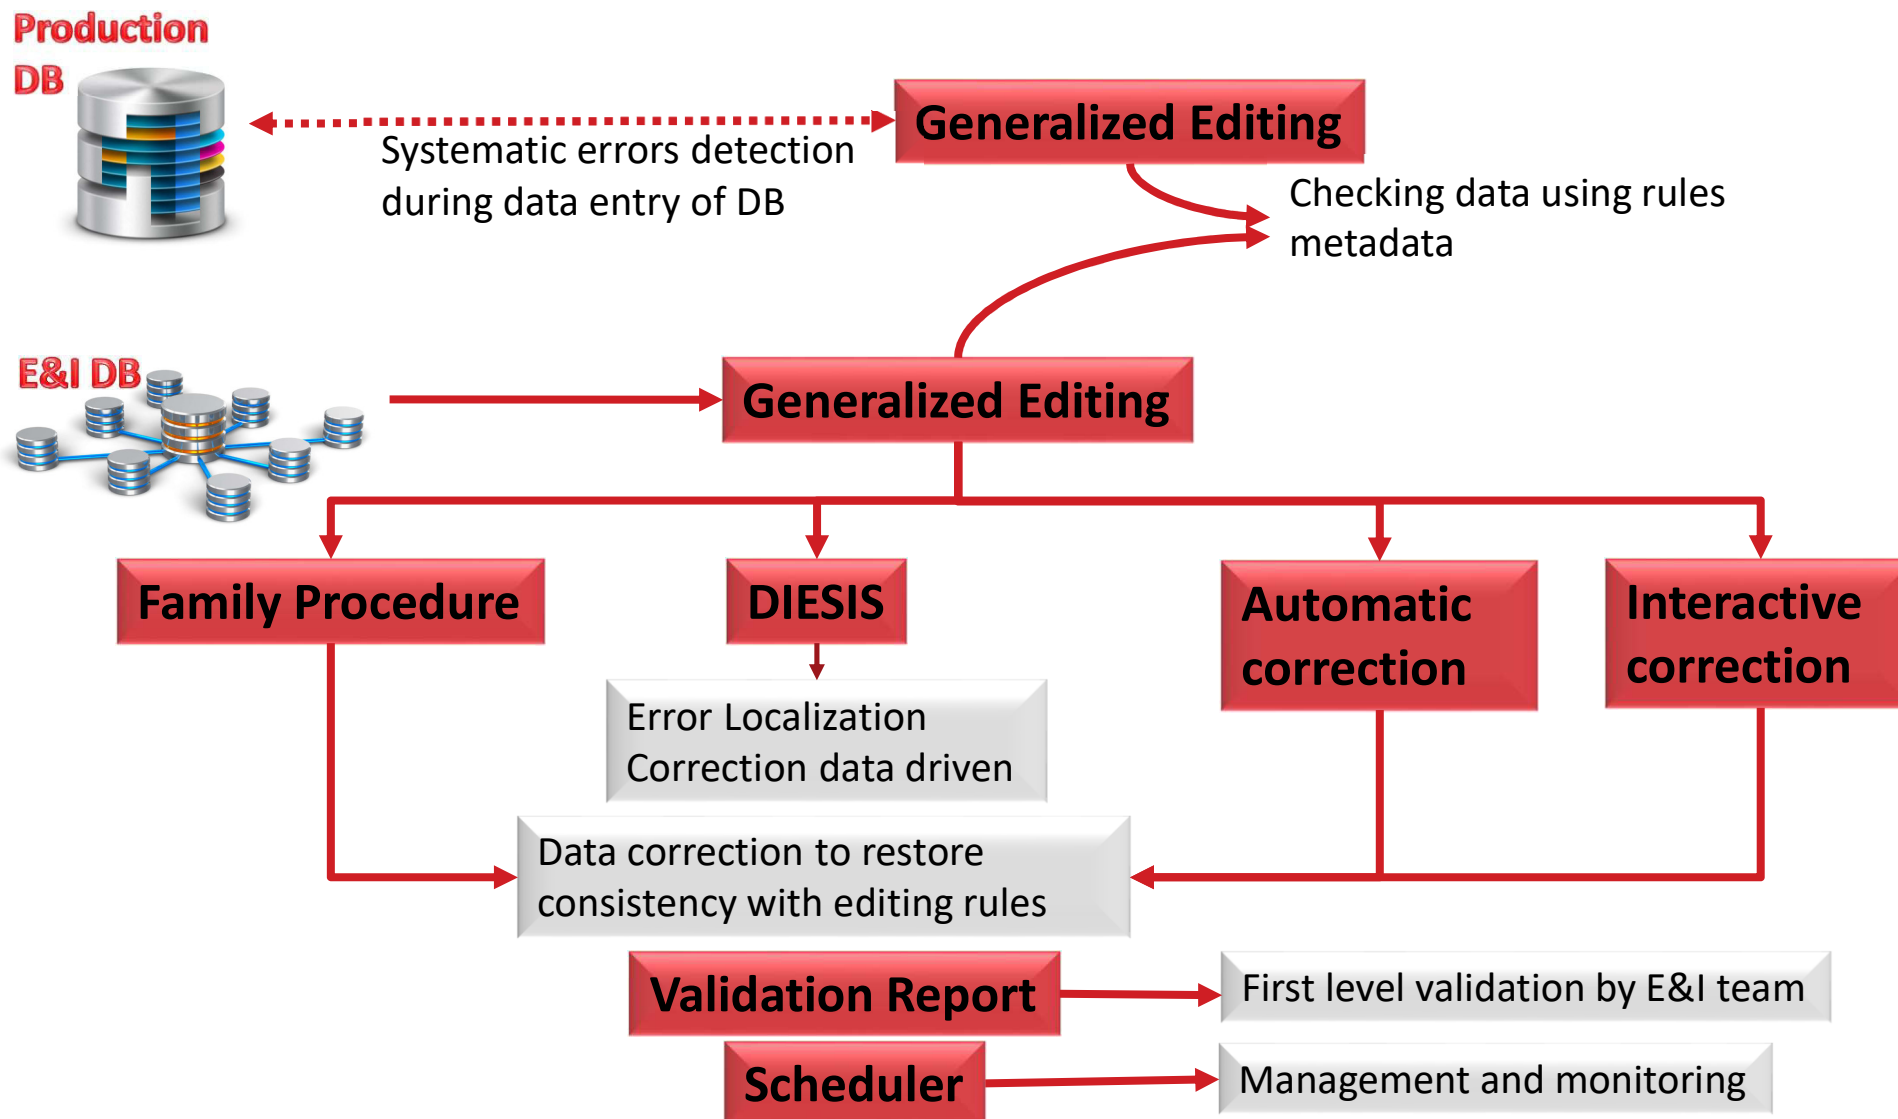 Production
DB
Generalized Editing
Systematic errors detection
during data entry of DB
Checking data using rules
metadata
E&I DB
Generalized Editing
Family Procedure
DIESIS
Automatic
correction
Interactive
correction
Error Localization
Correction data driven
Data correction to restore
consistency with editing rules
Validation Report
First level validation by E&I team
Scheduler
Management and monitoring